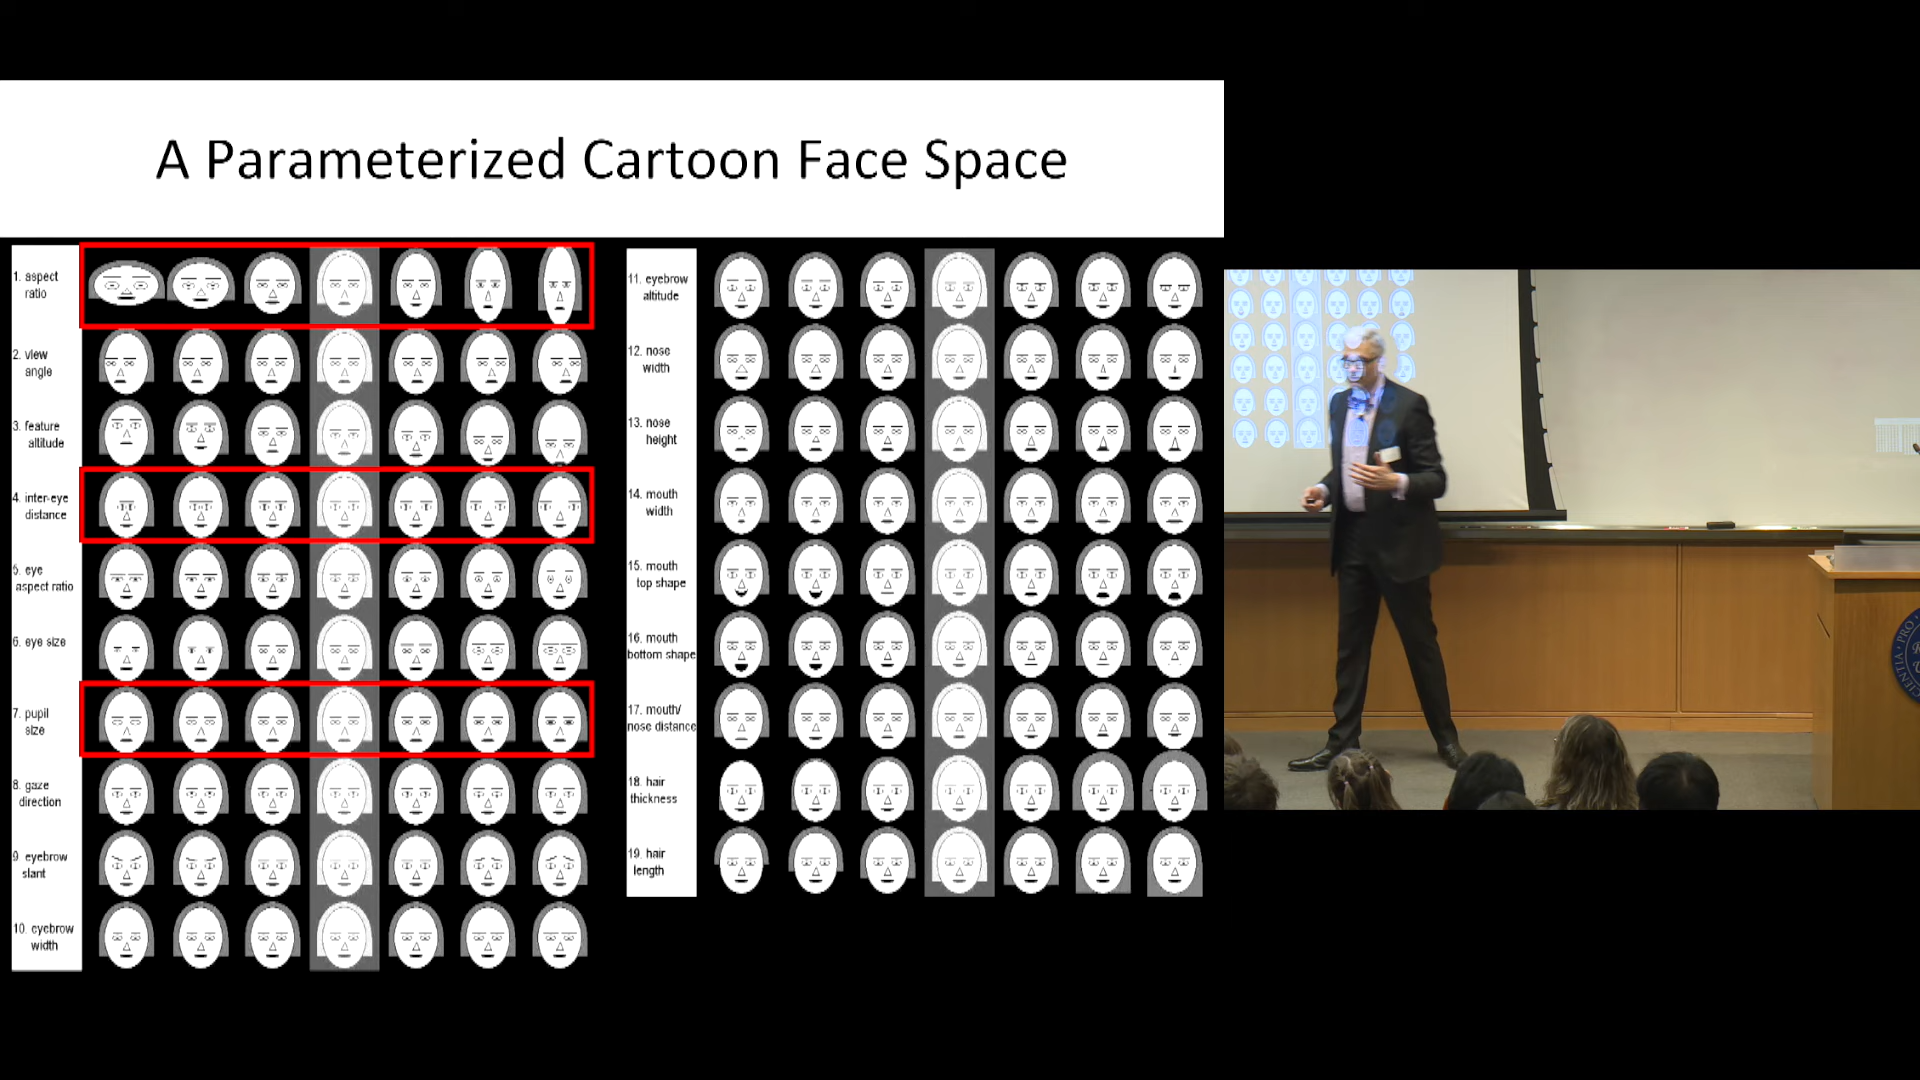 A Parameterized Cartoon Face Space
1. aspect
ratio
2. view
angle
3. feature
altitude
4. inter-eye
distance
5. eye
aspect ratio
6. eye size
7. pupil
size
8. gaze
direction
9. eyebrow
slant
10. eyebrow
width
11. eyebrow
altitude
12. nose
width
13. nose
height
14. mouth
width
15. mouth
top shape
16. mouth
bottom shape
17. mouth/
nose distance
18. hair
thickness
19. hair
length
PRO